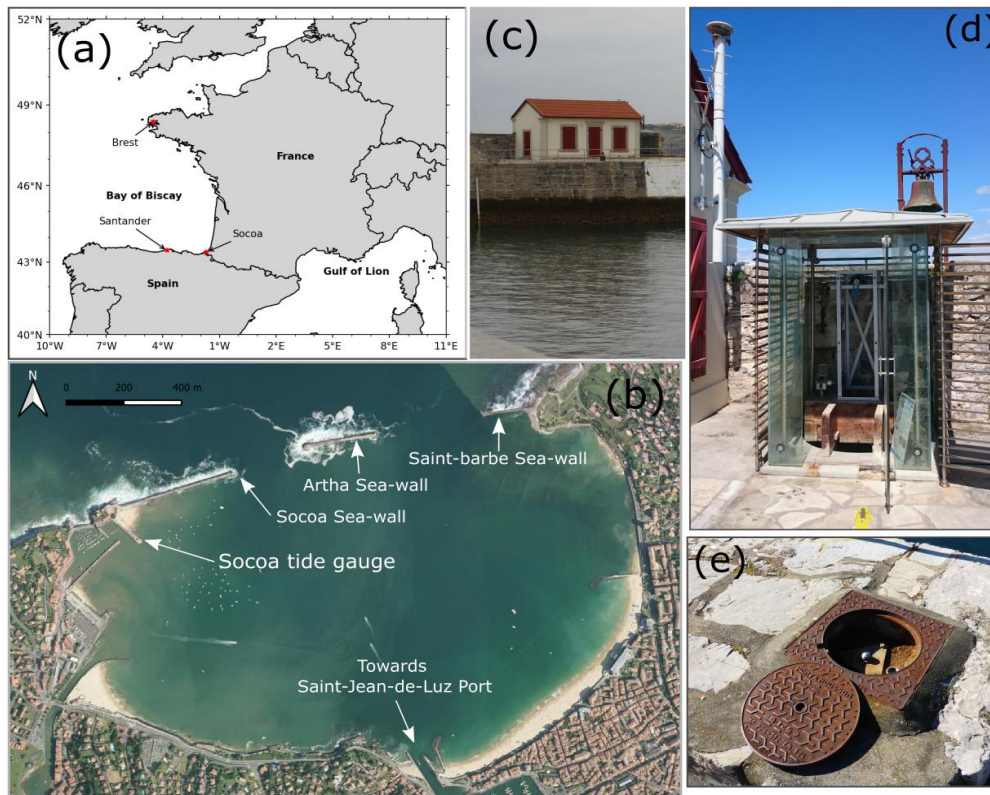 (a)
52°N
49°N
46°N
43°N
40°N
10°W
7°W
4°W
1°W
2°E
5°E
8°E
11°E
Brest
France
Bay of Biscay
Santander
Socoa
Gulf of Lion
Spain
(c)
(d)
(b)
N
0 200 400 m
Saint-barbe Sea-wall
Artha Sea-wall
Socoa Sea-wall
Socoa tide gauge
Towards
Saint-Jean-de-Luz Port
(e)